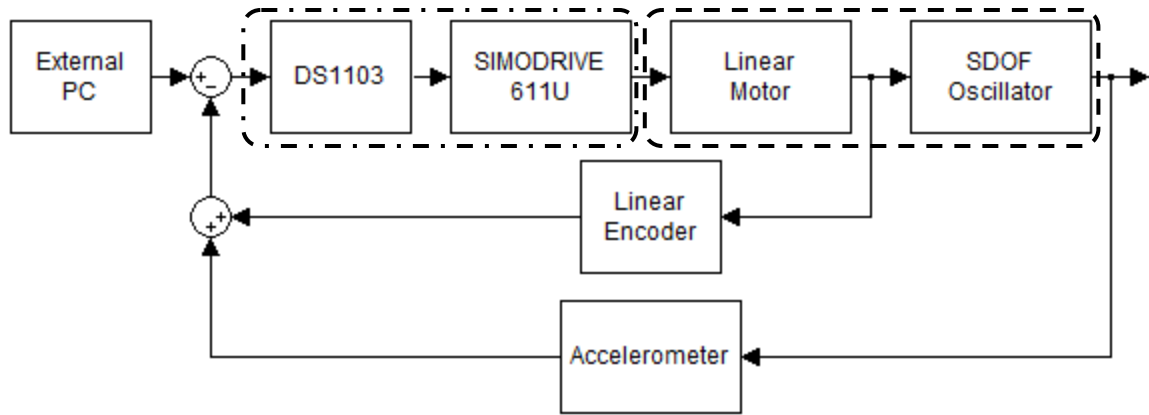 External
PC
+
−
DS1103
SIMODRIVE
611U
Linear
Motor
SDOF
Oscillator
+
+
Linear
Encoder
Accelerometer